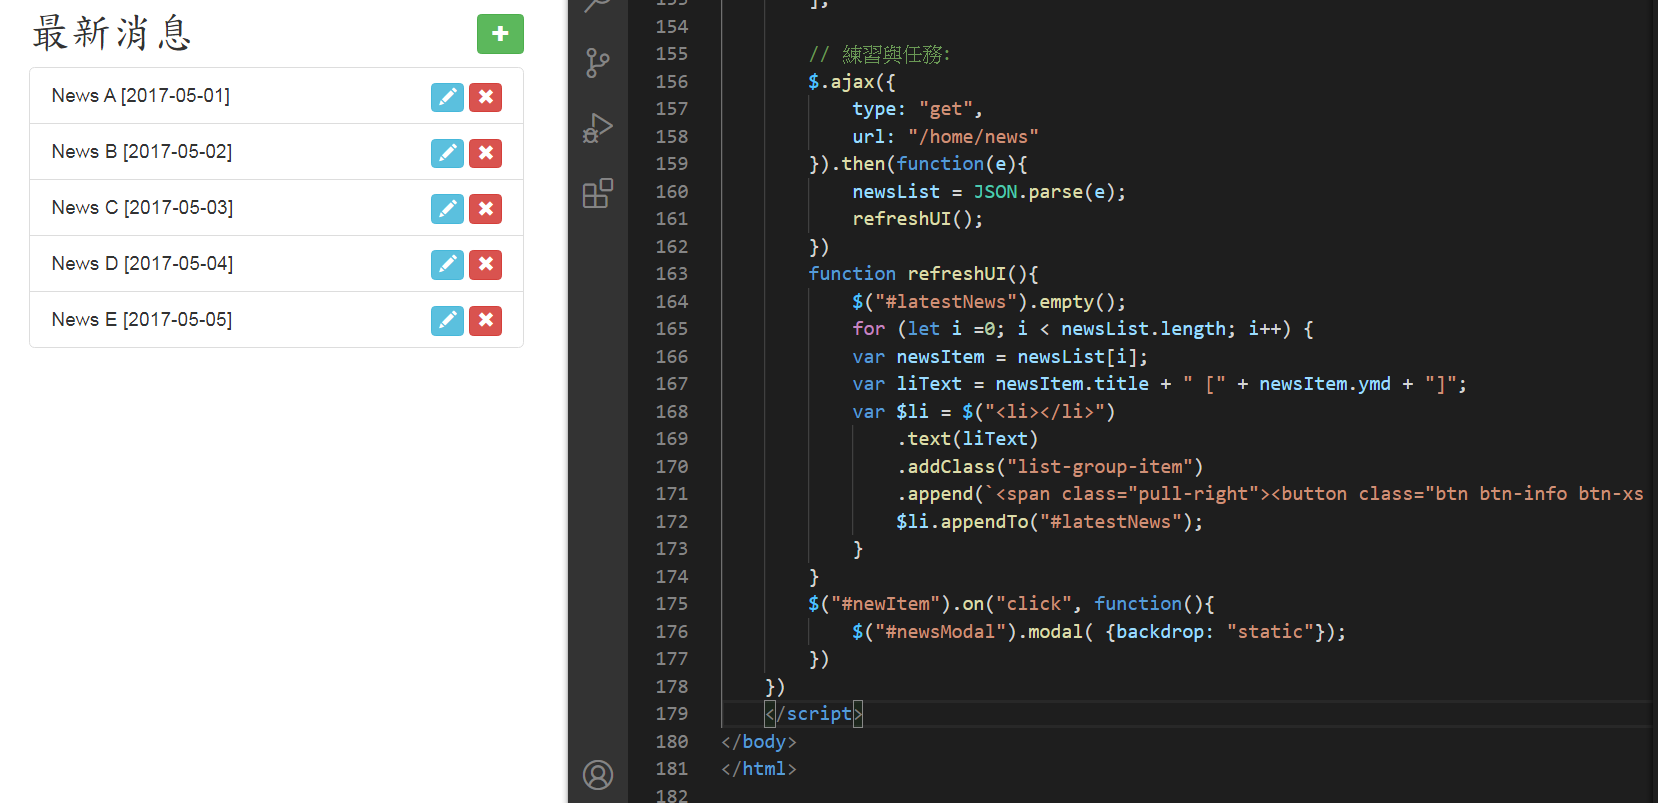 最新消息
News A [2017-05-01]
News B [2017-05-02]
News C [2017-05-03]
News D [2017-05-04]
News E [2017-05-05]
153 ];
154
155 // 練習與任務:
156 $.ajax({
157 type: "get",
158 url: "/home/news"
159 }).then(function(e){
160 newsList = JSON.parse(e);
161 refreshUI();
162 })
163 function refreshUI(){
164 $("#latestNews").empty();
165 for (let i =0; i < newsList.length; i++) {
166 var newsItem = newsList[i];
167 var liText = newsItem.title + " [" + newsItem.ymd + "]";
168 var $li = $("<li></li>")
169 .text(liText)
170 .addClass("list-group-item")
171 .append(`<span class="pull-right"><button class="btn btn-info btn-xs
172 $li.appendTo("#latestNews");
173 }
174 }
175 $("#newItem").on("click", function(){
176 $("#newsModal").modal( {backdrop: "static"});
177 })
178 })
179 </script>
180 </body>
181 </html>
182